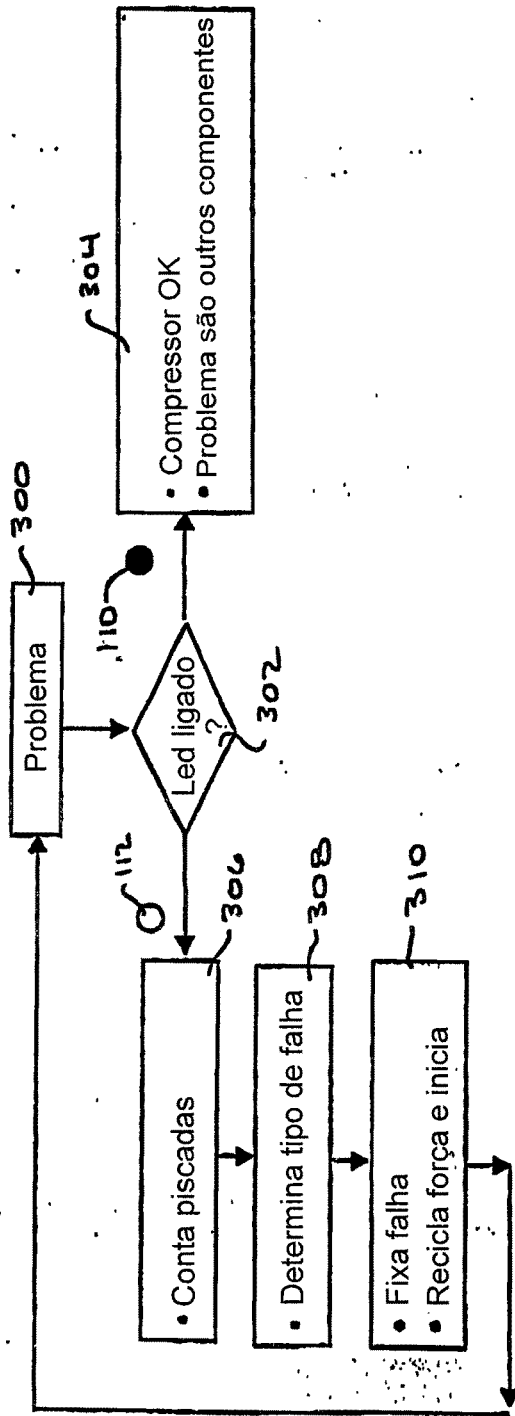 300
Problema
110
Led ligado
?
302
304
• Compressor OK
• Problema são outros componentes
112
306
• Conta piscadas
308
• Determina tipo de falha
310
• Fixa falha
• Recicla força e inicia